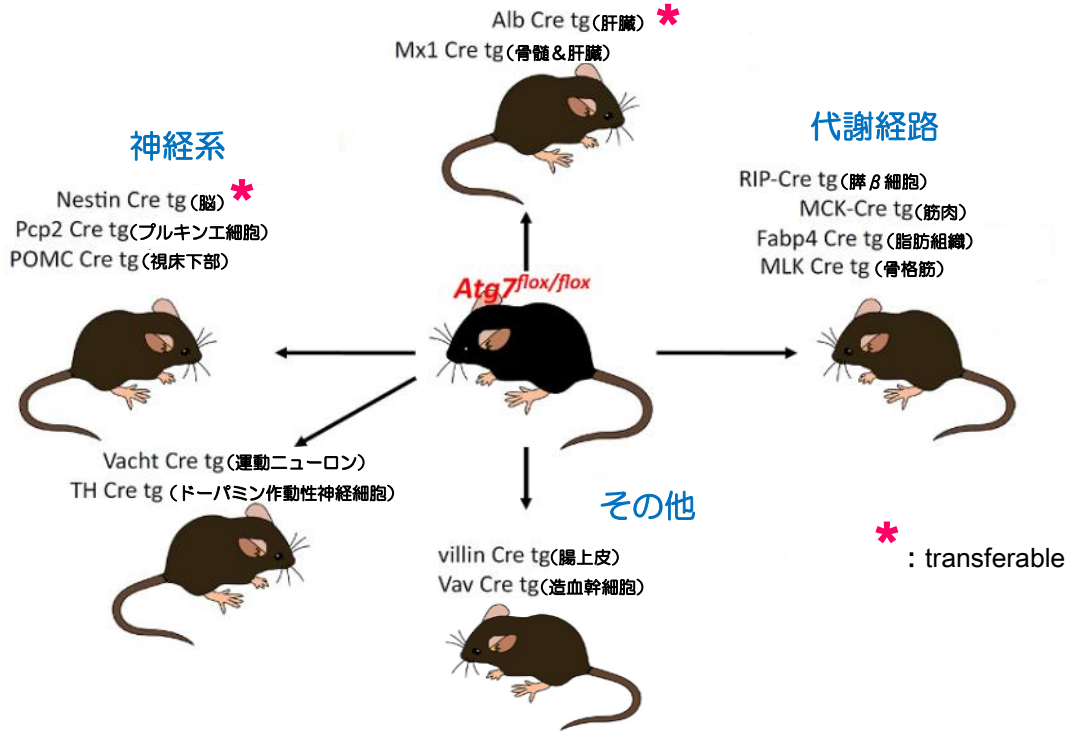 Alb Cre tg(肝臓) *
Mx1 Cre tg(骨髄&肝臓)
神経系
Nestin Cre tg(脳) *
Pcp2 Cre tg(プルキンエ細胞)
POMC Cre tg(視床下部)
代謝経路
RIP-Cre tg(膵β細胞)
MCK-Cre tg(筋肉)
Fabp4 Cre tg(脂肪組織)
MLK Cre tg(骨格筋)
Atg7flox/flox
Vacht Cre tg(運動ニューロン)
TH Cre tg(ドーパミン作動性神経細胞)
その他
villin Cre tg(腸上皮)
Vav Cre tg(造血幹細胞)
* : transferable